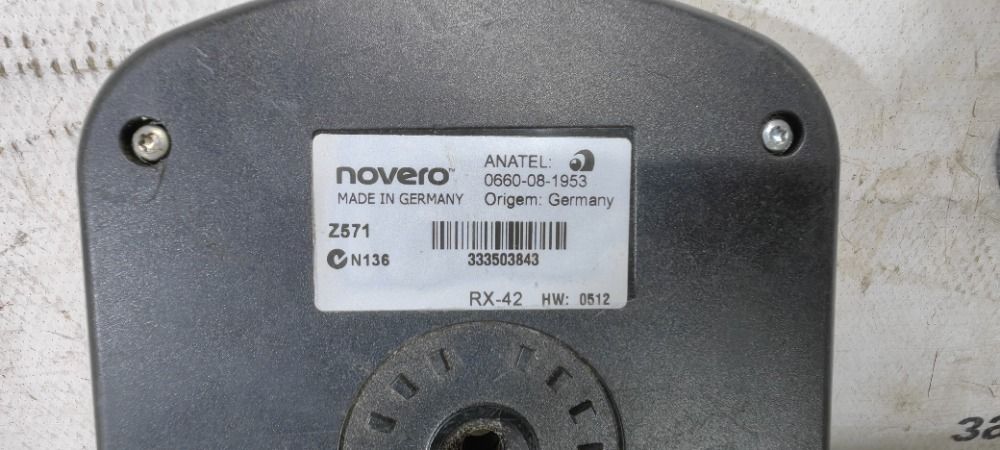 novero™
MADE IN GERMANY
ANATEL:
0660-08-1953
Origem: Germany
Z571
N136
333503843
RX-42 HW: 0512